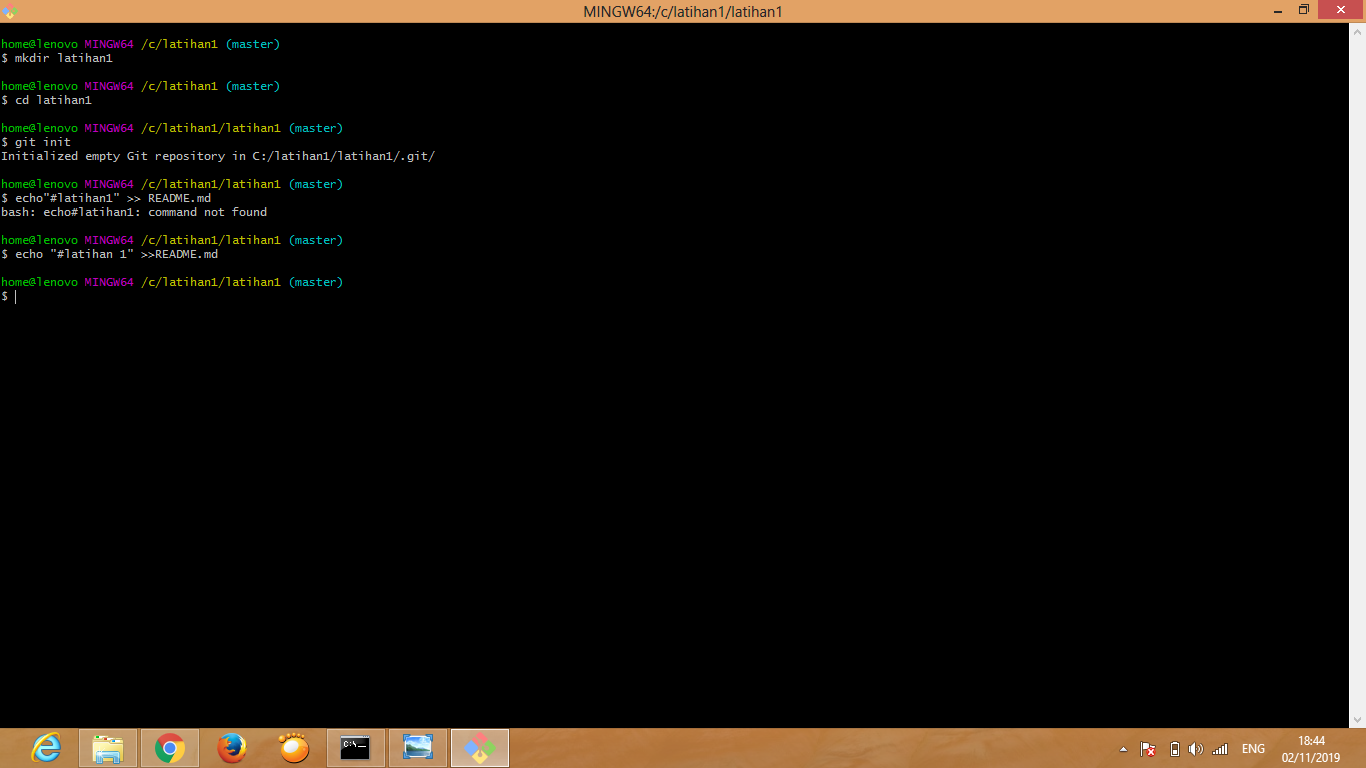 MINGW64:/c/latihan1/latihan1
home@lenovo MINGW64 /c/latihan1 (master)
$ mkdir latihan1
home@lenovo MINGW64 /c/latihan1 (master)
$ cd latihan1
home@lenovo MINGW64 /c/latihan1/latihan1 (master)
$ git init
Initialized empty Git repository in C:/latihan1/latihan1/.git/
home@lenovo MINGW64 /c/latihan1/latihan1 (master)
$ echo"#latihan1" >> README.md
bash: echo#latihan1: command not found
home@lenovo MINGW64 /c/latihan1/latihan1 (master)
$ echo "#latihan 1" >>README.md
home@lenovo MINGW64 /c/latihan1/latihan1 (master)
$
C:\_
ENG
18:44
02/11/2019